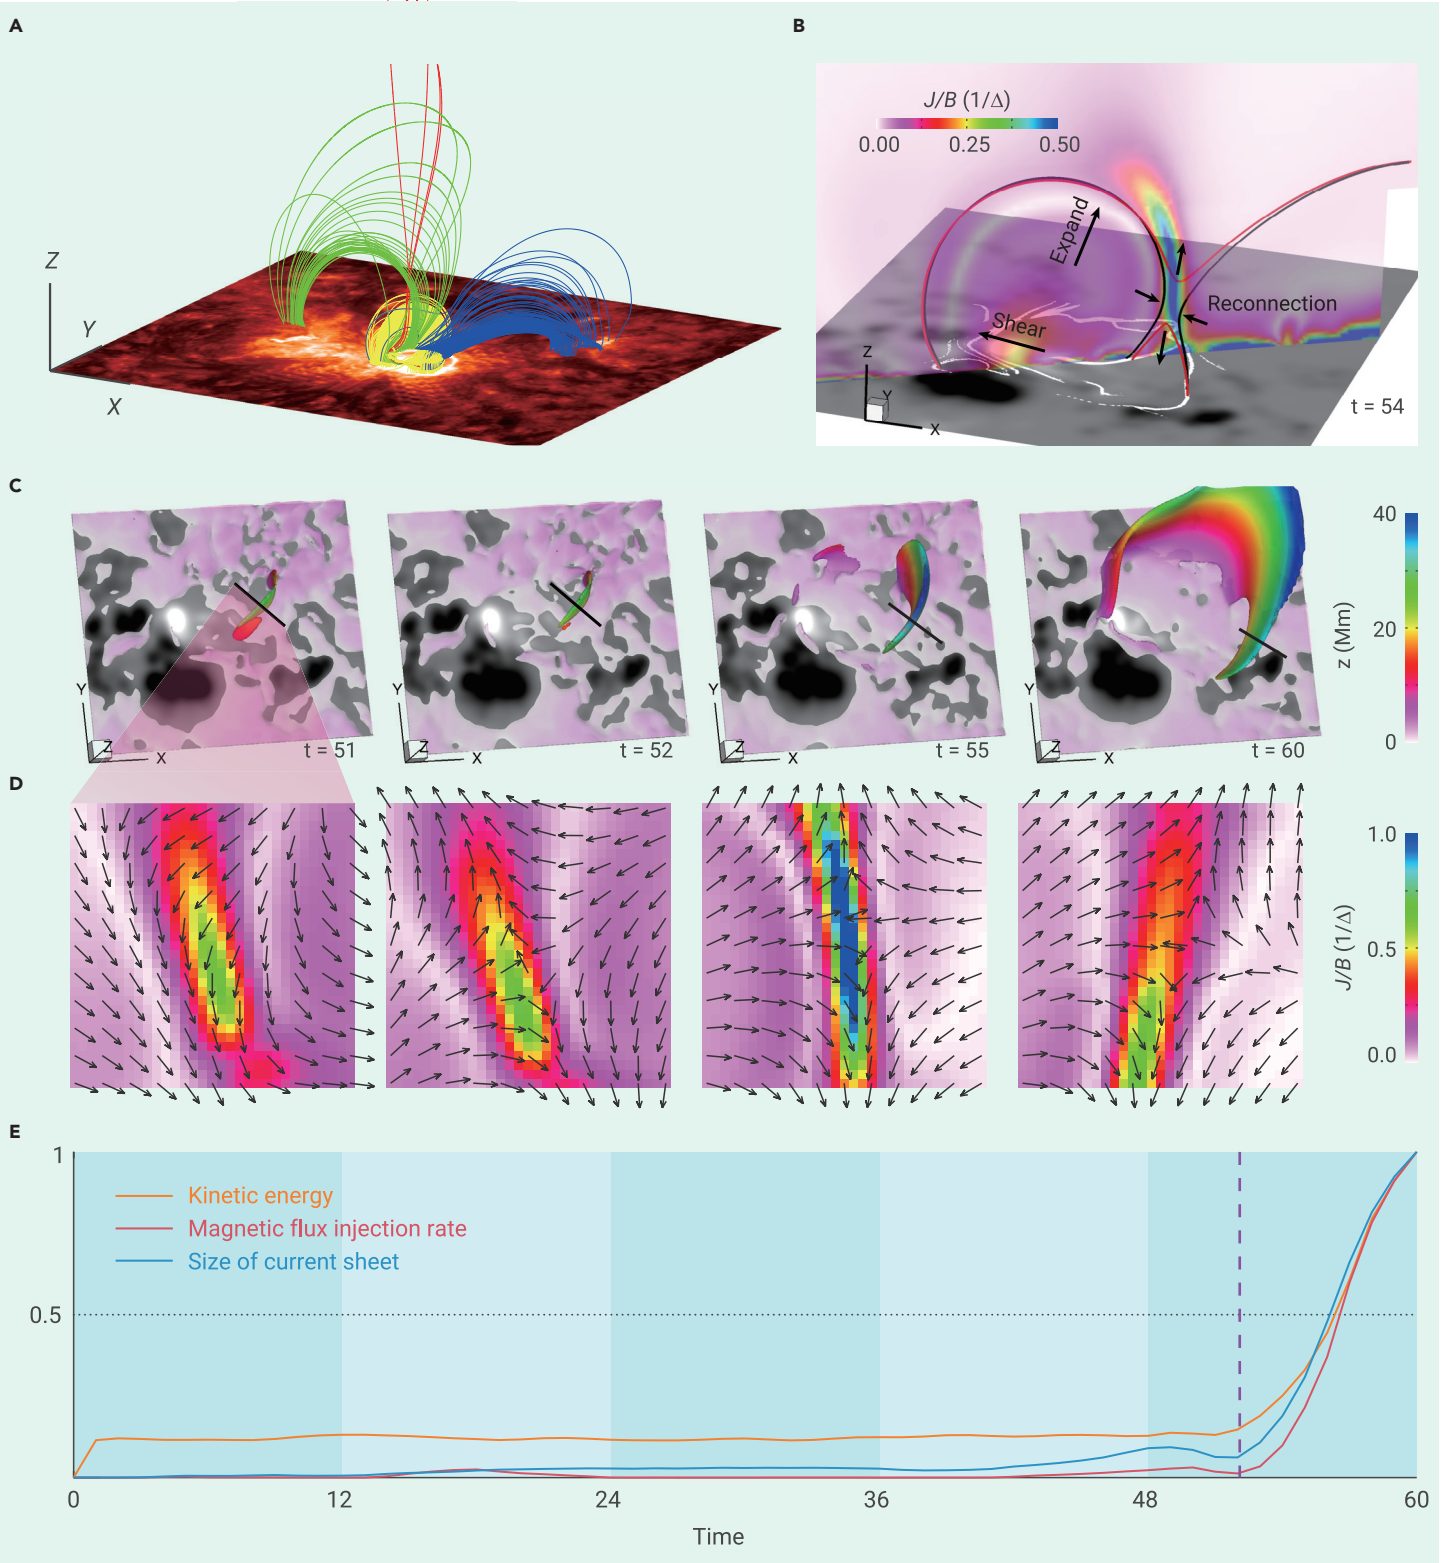 A
Z
Y
X
B
J/B (1/Δ)
0.00 0.25 0.50
Expand
Shear
Reconnection
Z
Y
X
t = 54
C
Y
Z
X
t = 51
Y
Z
X
t = 52
Y
Z
X
t = 55
Y
Z
X
t = 60
40
20
0
z (Mm)
D
1.0
0.5
0.0
J/B (1/Δ)
E
1
0.5
Kinetic energy
Magnetic flux injection rate
Size of current sheet
0 12 24 36 48 60
Time